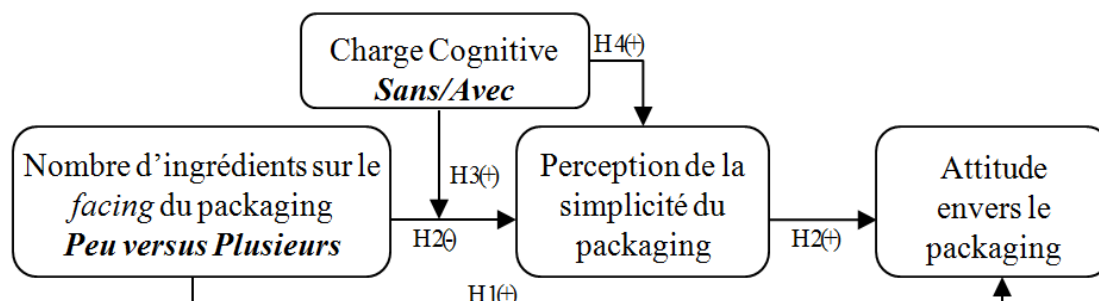 Charge Cognitive
Sans/Avec
H4(+)
Nombre d’ingrédients sur le
facing du packaging
Peu versus Plusieurs
H3(+)
H2(-)
Perception de la
simplicité du
packaging
H2(+)
Attitude
envers le
packaging
H1(+)